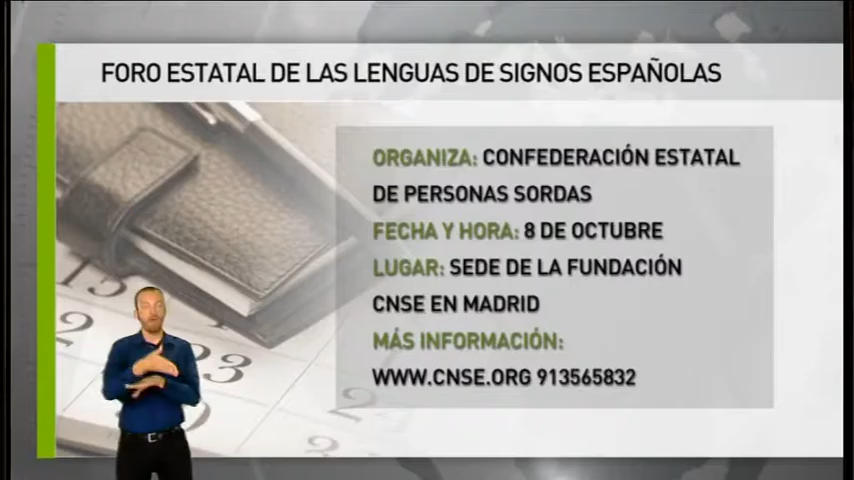 FORO ESTATAL DE LAS LENGUAS DE SIGNOS ESPAÑOLAS
ORGANIZA: CONFEDERACIÓN ESTATAL
DE PERSONAS SORDAS
FECHA Y HORA: 8 DE OCTUBRE
LUGAR: SEDE DE LA FUNDACIÓN
CNSE EN MADRID
MÁS INFORMACIÓN:
WWW.CNSE.ORG 913565832